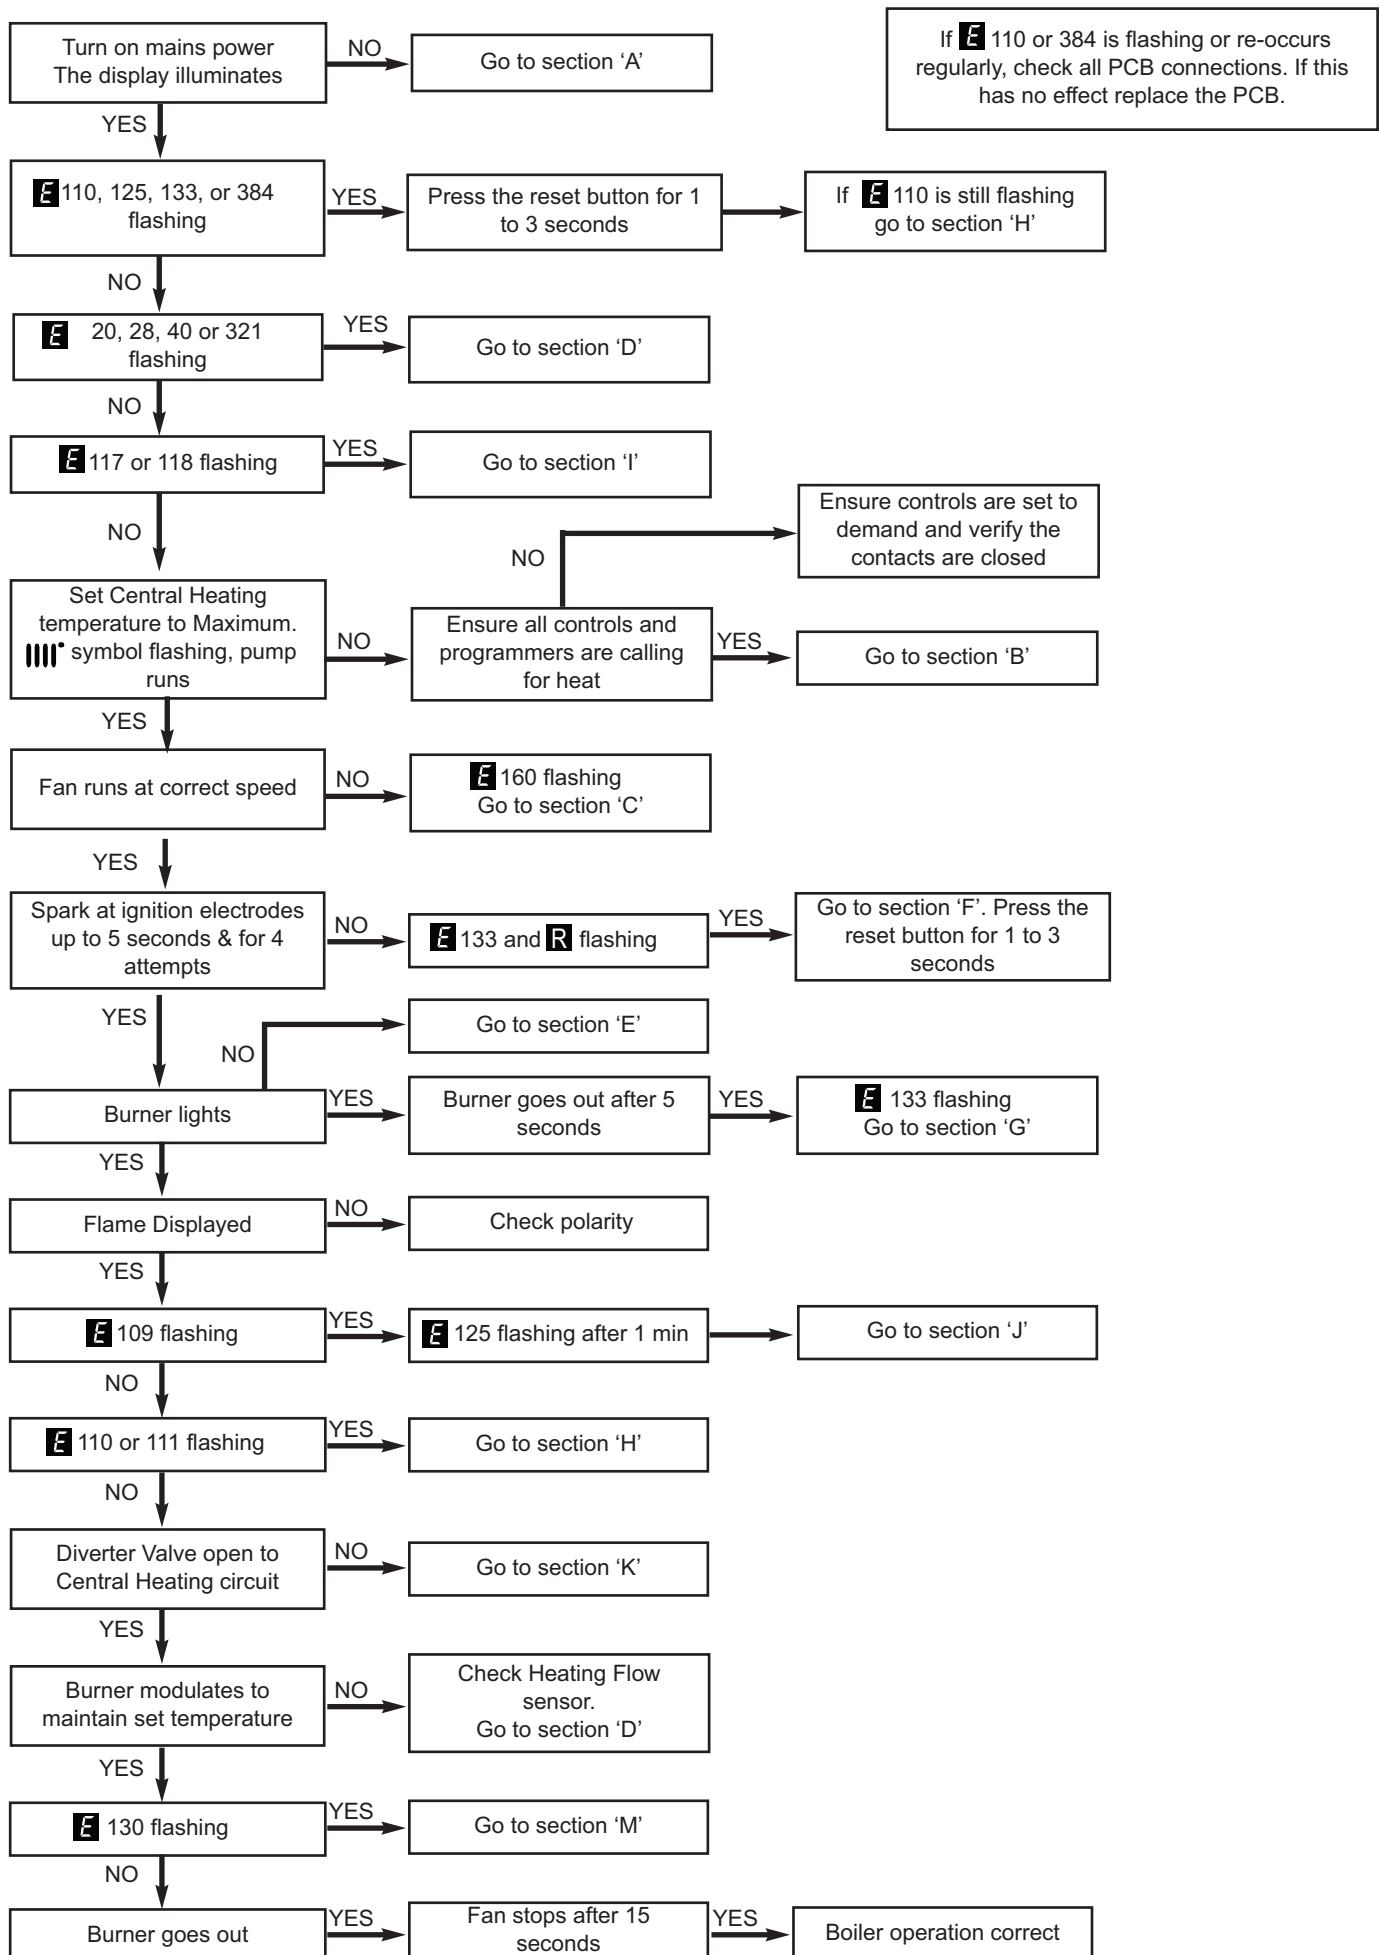 Turn on mains power
The display illuminates
NO
Go to section ‘A’
If E 110 or 384 is flashing or re-occurs
regularly, check all PCB connections. If this
has no effect replace the PCB.
YES
E 110, 125, 133, or 384
flashing
YES
Press the reset button for 1
to 3 seconds
If E 110 is still flashing
go to section ‘H’
NO
E 20, 28, 40 or 321
flashing
YES
Go to section ‘D’
NO
E 117 or 118 flashing
YES
Go to section ‘I’
NO
Ensure controls are set to
demand and verify the
contacts are closed
NO
Set Central Heating
temperature to Maximum.
symbol flashing, pump
runs
NO
Ensure all controls and
programmers are calling
for heat
YES
Go to section ‘B’
YES
Fan runs at correct speed
NO
E 160 flashing
Go to section ‘C’
YES
Spark at ignition electrodes
up to 5 seconds & for 4
attempts
NO
E 133 and R flashing
YES
Go to section ‘F’. Press the
reset button for 1 to 3
seconds
YES
NO
Go to section ‘E’
Burner lights
YES
Burner goes out after 5
seconds
YES
E 133 flashing
Go to section ‘G’
YES
Flame Displayed
NO
Check polarity
YES
E 109 flashing
YES
E 125 flashing after 1 min
Go to section ‘J’
NO
E 110 or 111 flashing
YES
Go to section ‘H’
NO
Diverter Valve open to
Central Heating circuit
NO
Go to section ‘K’
YES
Burner modulates to
maintain set temperature
NO
Check Heating Flow
sensor.
Go to section ‘D’
YES
E 130 flashing
YES
Go to section ‘M’
NO
Burner goes out
YES
Fan stops after 15
seconds
YES
Boiler operation correct